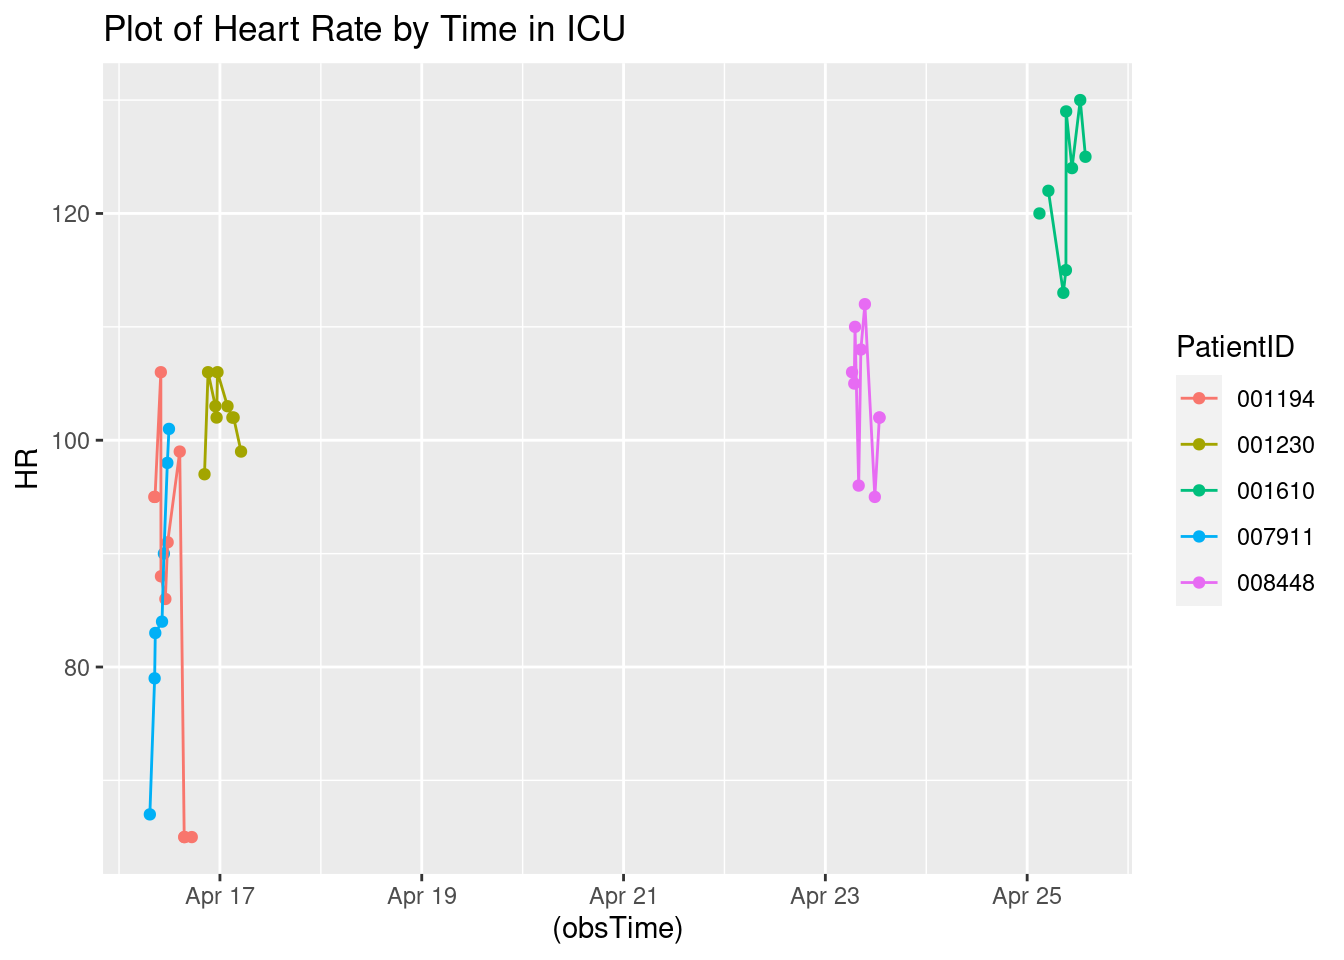 Plot of Heart Rate by Time in ICU
120
100
80
HR
Apr 17
Apr 19
Apr 21
Apr 23
Apr 25
(obsTime)
PatientID
001194
001230
001610
007911
008448